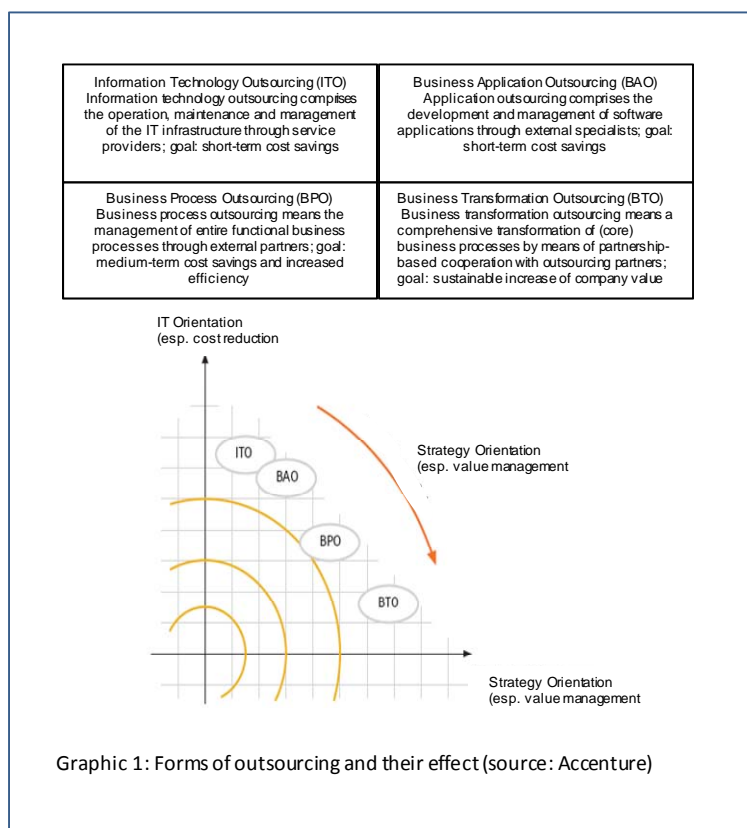 Information Technology Outsourcing (ITO)
Information technology outsourcing comprises
the operation, maintenance and management
of the IT infrastructure through service
providers; goal: short-term cost savings
Business Application Outsourcing (BAO)
Application outsourcing comprises the
development and management of software
applications through external specialists; goal:
short-term cost savings
Business Process Outsourcing (BPO)
Business process outsourcing means the
management of entire functional business
processes through external partners; goal:
medium-term cost savings and increased
efficiency
Business Transformation Outsourcing (BTO)
Business transformation outsourcing means a
comprehensive transformation of (core)
business processes by means of partnership-
based cooperation with outsourcing partners;
goal: sustainable increase of company value
IT Orientation
(esp. cost reduction
ITO
BAO
Strategy Orientation
(esp. value management
BPO
BTO
Strategy Orientation
(esp. value management
Graphic 1: Forms of outsourcing and their effect (source: Accenture)